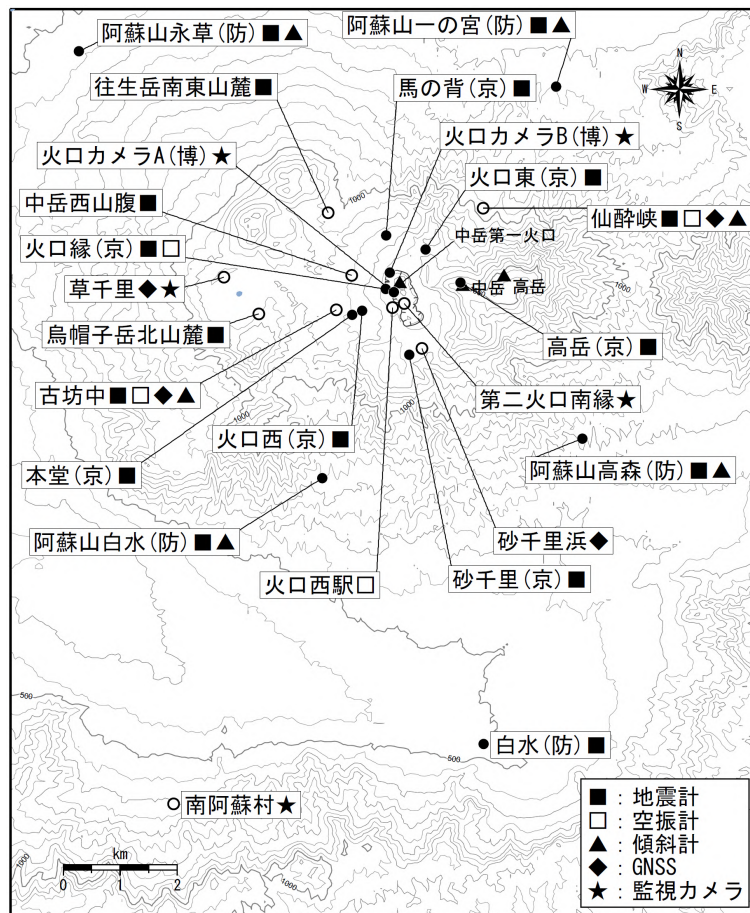 阿蘇山永草(防)■▲
阿蘇山一の宮(防)■▲
往生岳南東山麓■
馬の背(京)■
N
W
E
S
火口カメラA(博)★
火口カメラB(博)★
火口東(京)■
中岳西山腹■
1000
仙酔峡■□◆▲
火口縁(京)■□
中岳第一火口
草千里◆★
中岳
高岳
1000
烏帽子岳北山麓■
高岳(京)■
古坊中■□◆▲
第二火口南縁★
1000
1000
火口西(京)■
本堂(京)■
阿蘇山高森(防)■▲
阿蘇山白水(防)■▲
砂千里浜◆
火口西駅□
砂千里(京)■
500
500
白水(防)■
南阿蘇村★
■:地震計
□:空振計
▲:傾斜計
◆:GNSS
★:監視カメラ
1000
km
0
1
2
1000